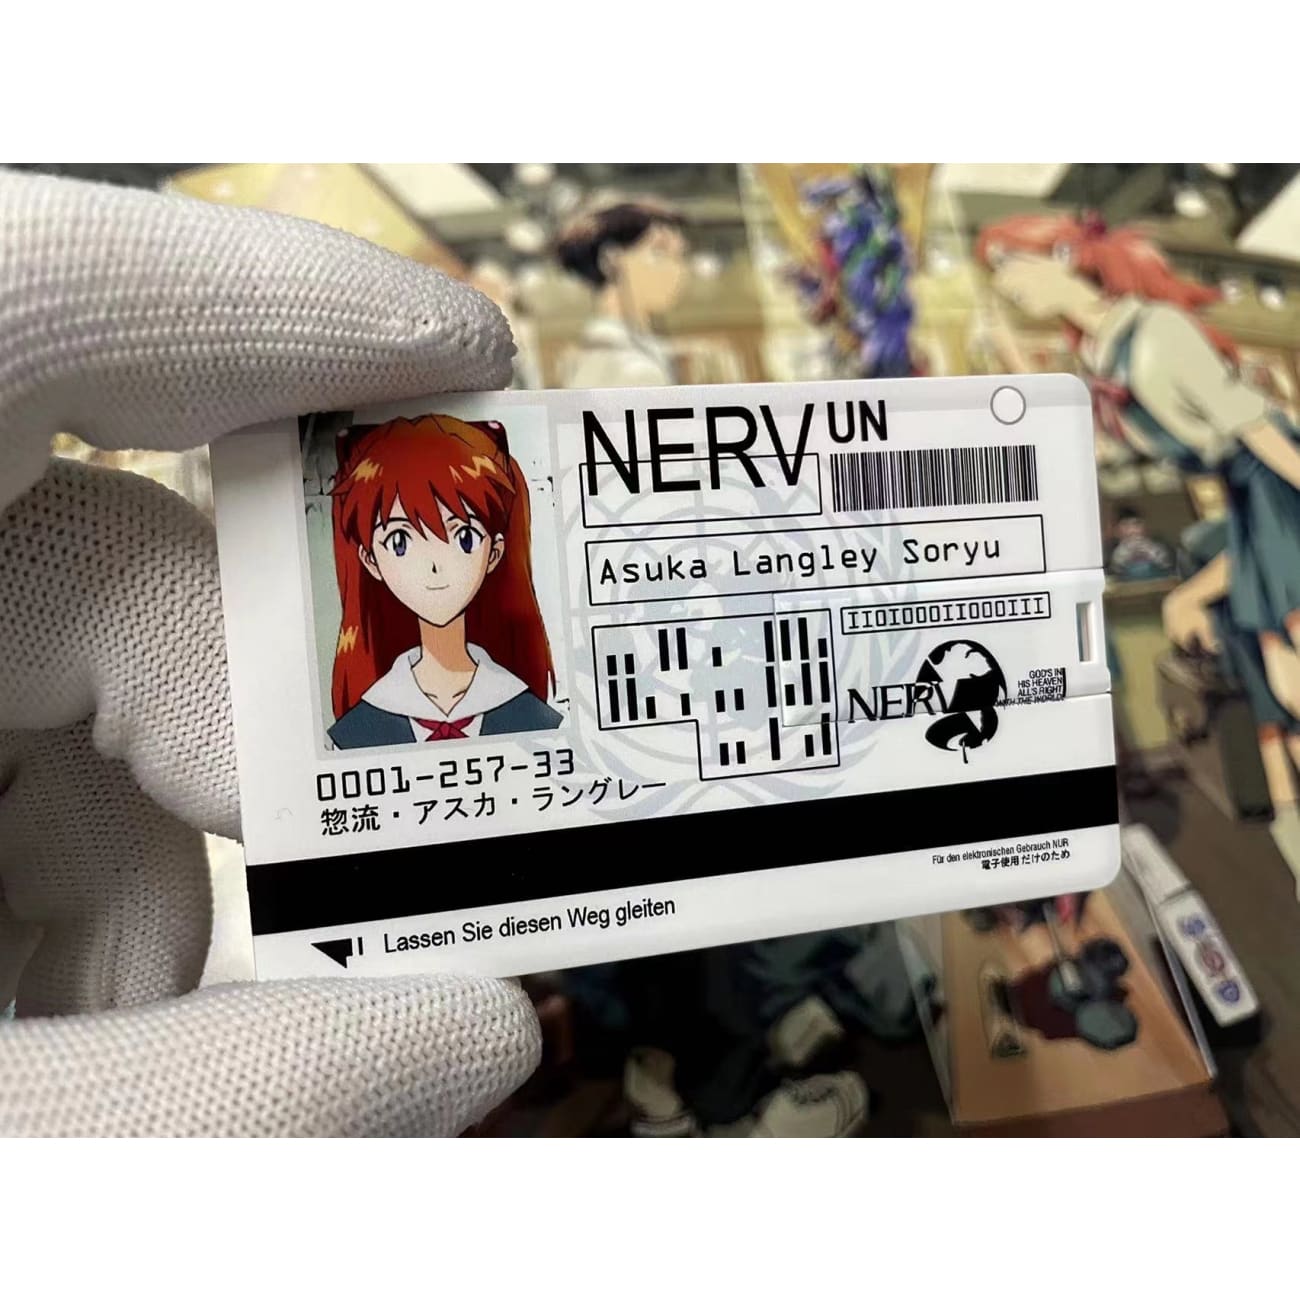 NERV UN
Asuka Langley Soryu
IIOIOOOIIOOOIII
NERV
GOD'S IN
HIS HEAVEN
ALL'S RIGHT
WITH THE WORLD!
0001-257-33
惣流・アスカ・ラングレー
Für den elektronischen Gebrauch NUR
電子使用だけのため
Lassen Sie diesen Weg gleiten